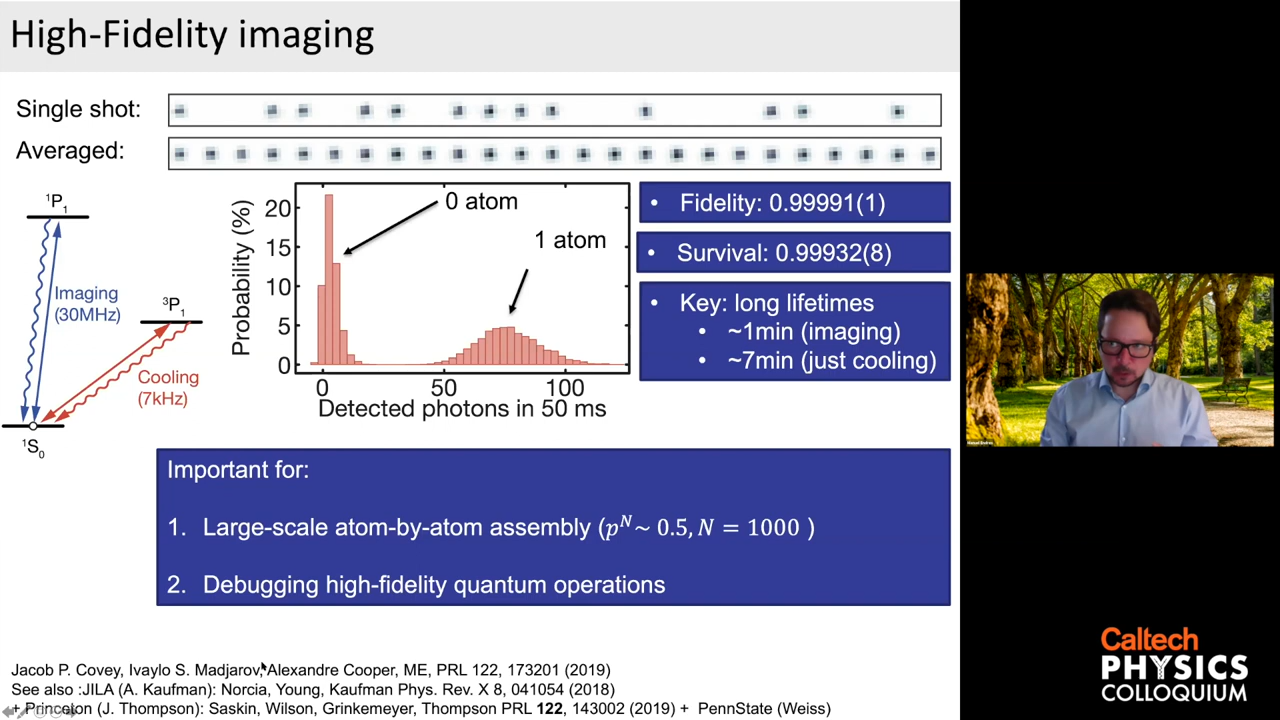 High-Fidelity imaging
Single shot:
Averaged:
¹P₁
Imaging
(30MHz)
³P₁
Cooling
(7kHz)
¹S₀
Probability (%)
20
15
10
5
0
0 atom
1 atom
0 50 100
Detected photons in 50 ms
• Fidelity: 0.99991(1)
• Survival: 0.99932(8)
• Key: long lifetimes
• ~1min (imaging)
• ~7min (just cooling)
Important for:
1. Large-scale atom-by-atom assembly (pᴺ~ 0.5, N = 1000 )
2. Debugging high-fidelity quantum operations
Jacob P. Covey, Ivaylo S. Madjarov, Alexandre Cooper, ME, PRL 122, 173201 (2019)
See also :JILA (A. Kaufman): Norcia, Young, Kaufman Phys. Rev. X 8, 041054 (2018)
+ Princeton (J. Thompson): Saskin, Wilson, Grinkemeyer, Thompson PRL 122, 143002 (2019) + PennState (Weiss)
Caltech
PHYSICS
COLLOQUIUM